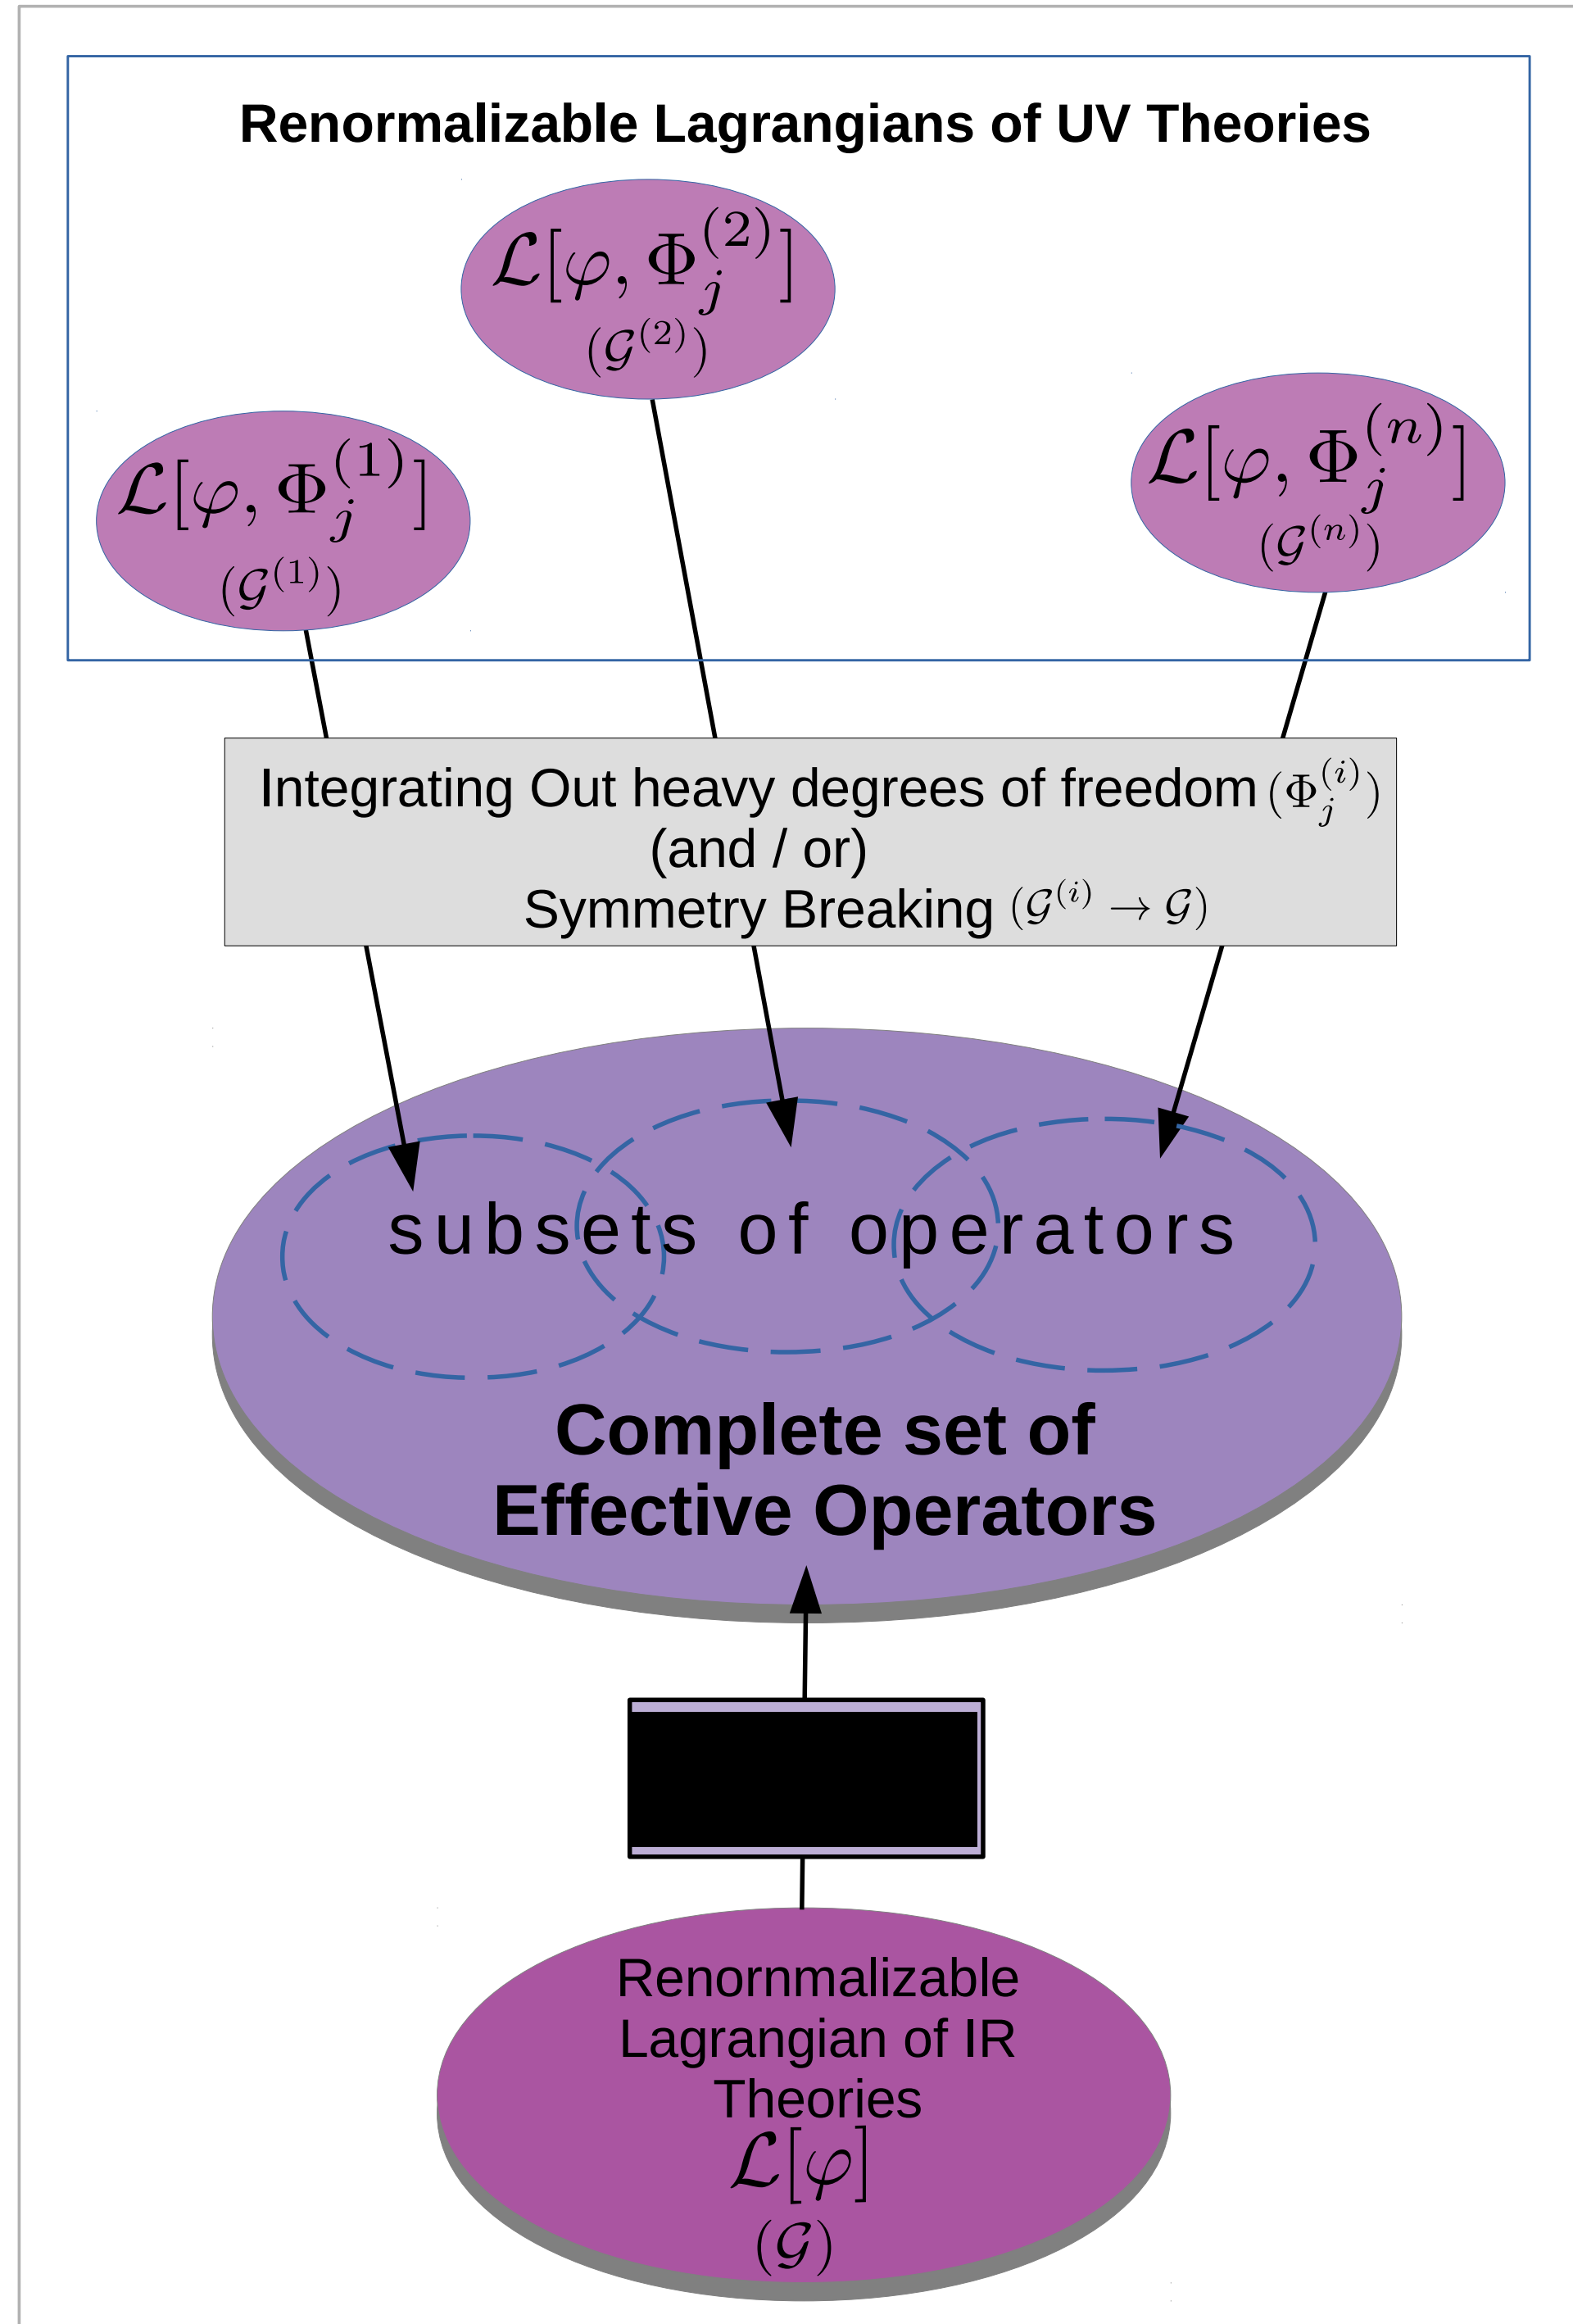 Renormalizable Lagrangians of UV Theories
ℒ[φ, Φ_j^(2)]
(𝒢^(2))
ℒ[φ, Φ_j^(n)]
(𝒢^(n))
ℒ[φ, Φ_j^(1)]
(𝒢^(1))
Integrating Out heavy degrees of freedom (Φ_j^(i))
(and / or)
Symmetry Breaking (𝒢^(i) → 𝒢)
subsets of operators
Complete set of
Effective Operators
Renornmalizable
Lagrangian of IR
Theories
ℒ[φ]
(𝒢)